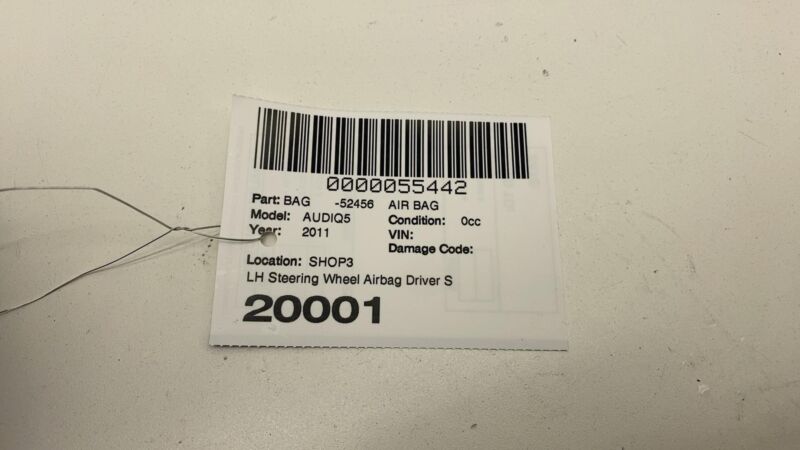 0000055442
Part: BAG -52456 AIR BAG
Model: AUDIQ5 Condition: 0cc
Year: 2011 VIN:
Damage Code:
Location: SHOP3
LH Steering Wheel Airbag Driver S
20001